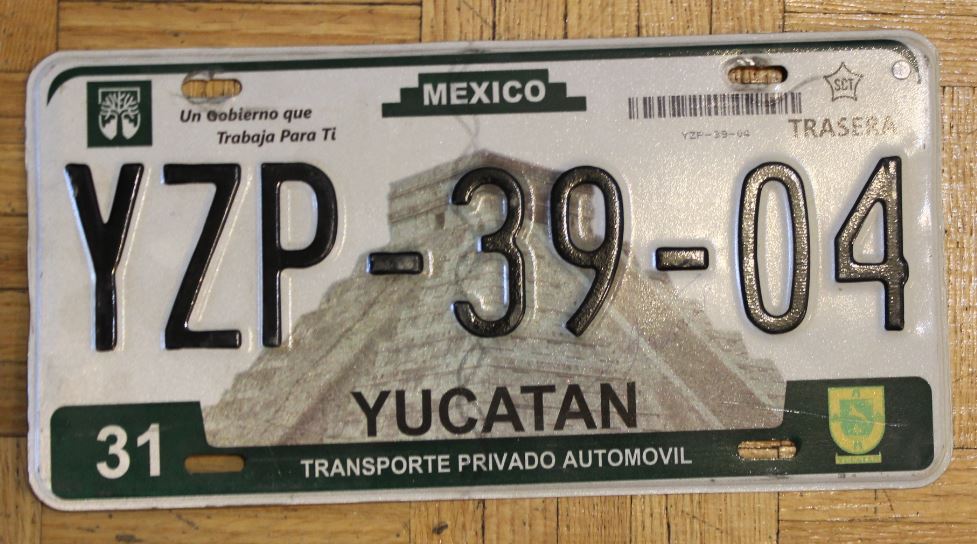 MEXICO
Un Gobierno que
Trabaja Para Ti
SCT
YZP-39-04
TRASERA
YZP-39-04
YUCATAN
31
TRANSPORTE PRIVADO AUTOMOVIL
YUCATAN